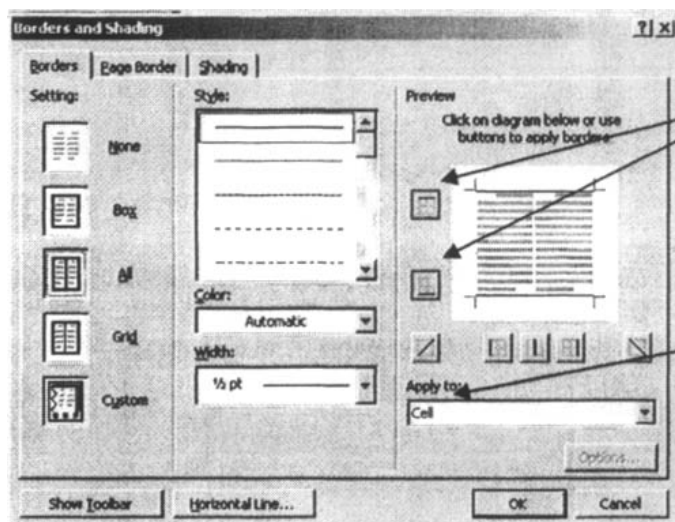 Borders and Shading
Borders
Page Border
Shading
Setting:
None
Box
All
Grid
Custom
Style:
Color:
Automatic
Width:
½ pt
Preview
Click on diagram below or use
buttons to apply borders
Apply to:
Cell
Options...
Show Toolbar
Horizontal Line...
OK
Cancel